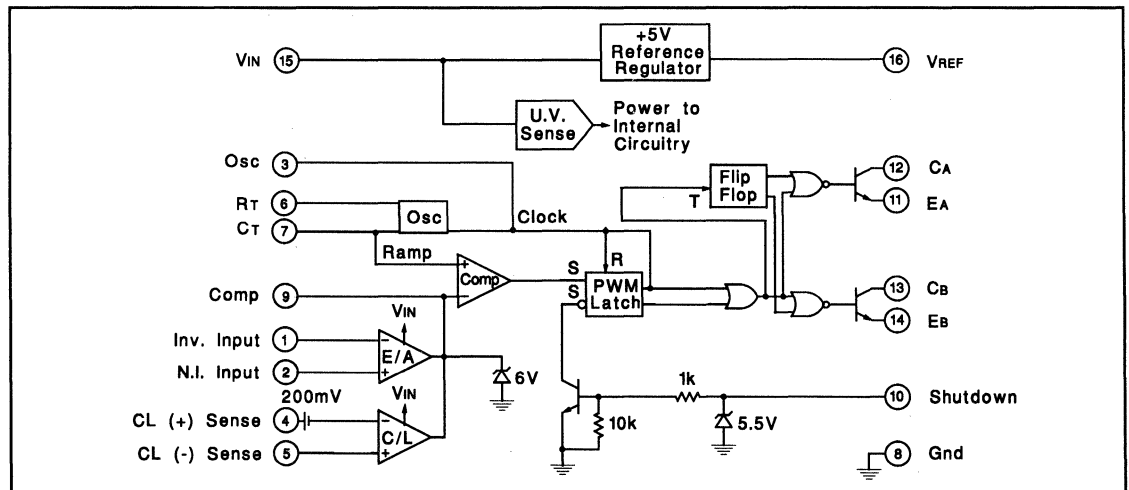 +5V
Reference
Regulator
VIN 15
16 VREF
U.V.
Sense
Power to
Internal
Circuitry
Osc 3
Flip
Flop
T
12 CA
11 EA
RT 6
CT 7
Osc
Clock
Ramp
R
S
S
+
−
Comp
PWM
Latch
Comp 9
13 CB
14 EB
VIN
Inv. Input 1
N.I. Input 2
−
E/A
+
6V
200mV
VIN
CL (+) Sense 4
CL (-) Sense 5
−
C/L
+
1k
10k
5.5V
10 Shutdown
8 Gnd